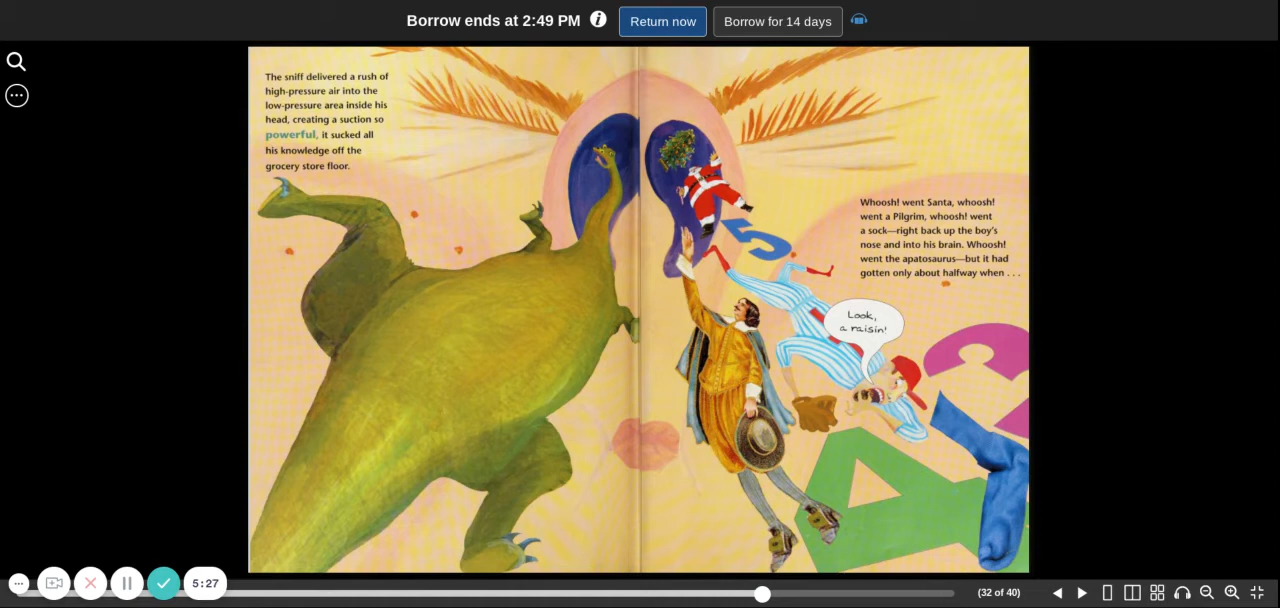 Borrow ends at 2:49 PM
Return now
Borrow for 14 days
The sniff delivered a rush of
high-pressure air into the
low-pressure area inside his
head, creating a suction so
powerful, it sucked all
his knowledge off the
grocery store floor.
Whoosh! went Santa, whoosh!
went a Pilgrim, whoosh! went
a sock—right back up the boy's
nose and into his brain. Whoosh!
went the apatosaurus—but it had
gotten only about halfway when . . .
5
Look,
a raisin!
A
5:27
(32 of 40)